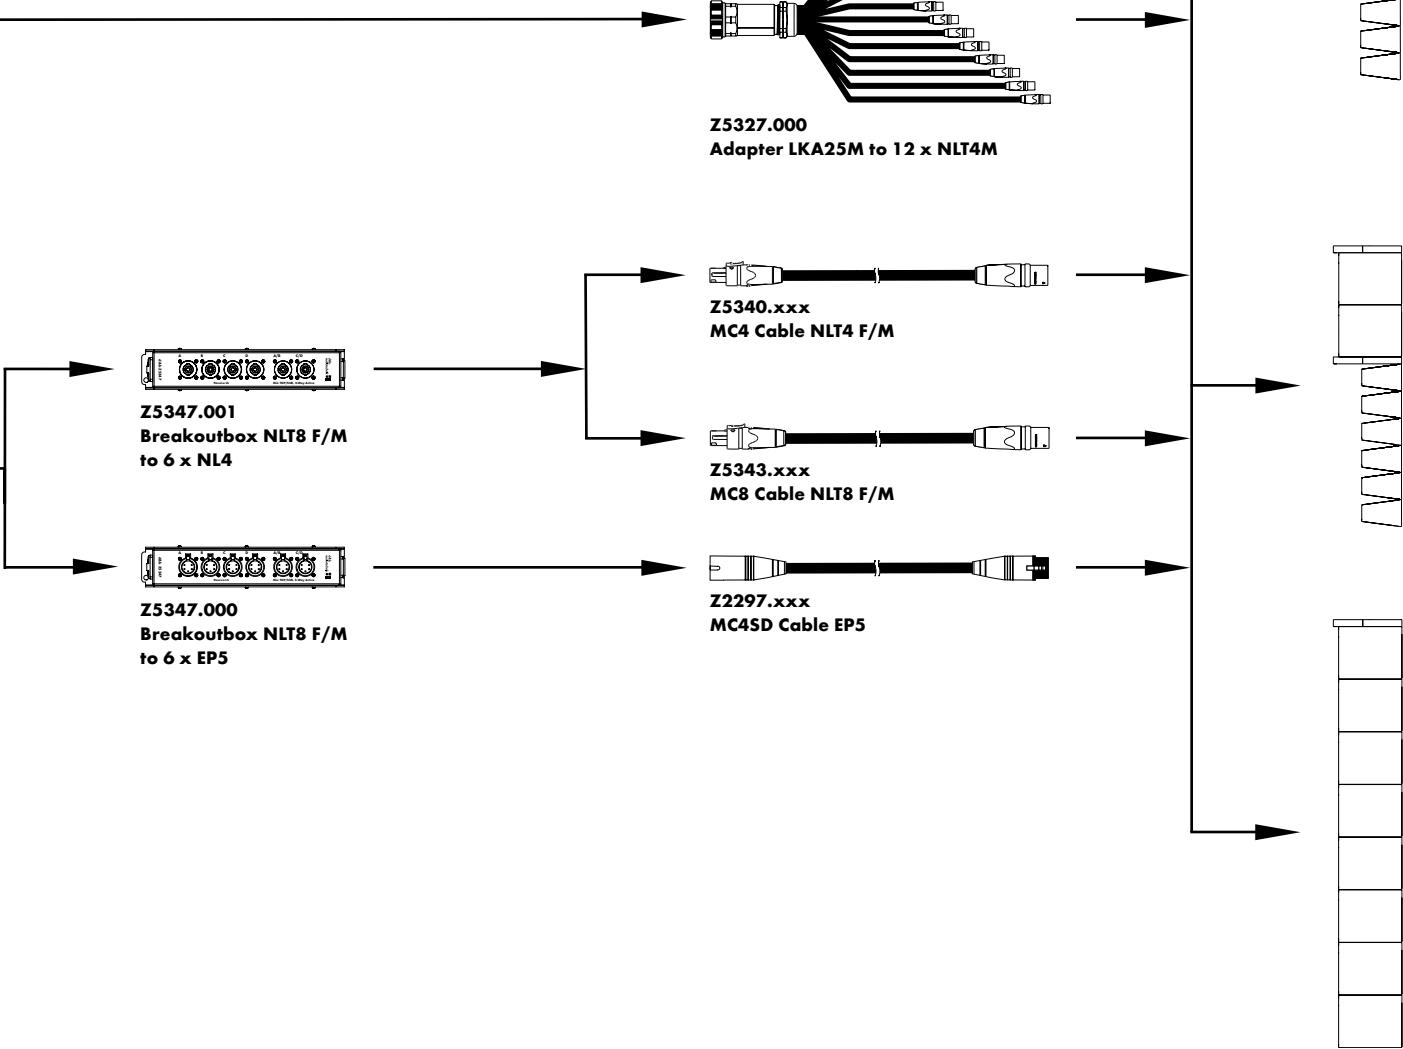 Z5327.000
Adapter LKA25M to 12 x NLT4M
Z5340.xxx
MC4 Cable NLT4 F/M
A B C D A/B C/D
Z5347.001
Breakoutbox NLT8 F/M
to 6 x NL4
Z5343.xxx
MC8 Cable NLT8 F/M
A B C D
Z5347.000
Breakoutbox NLT8 F/M
to 6 x EP5
Z2297.xxx
MC4SD Cable EP5